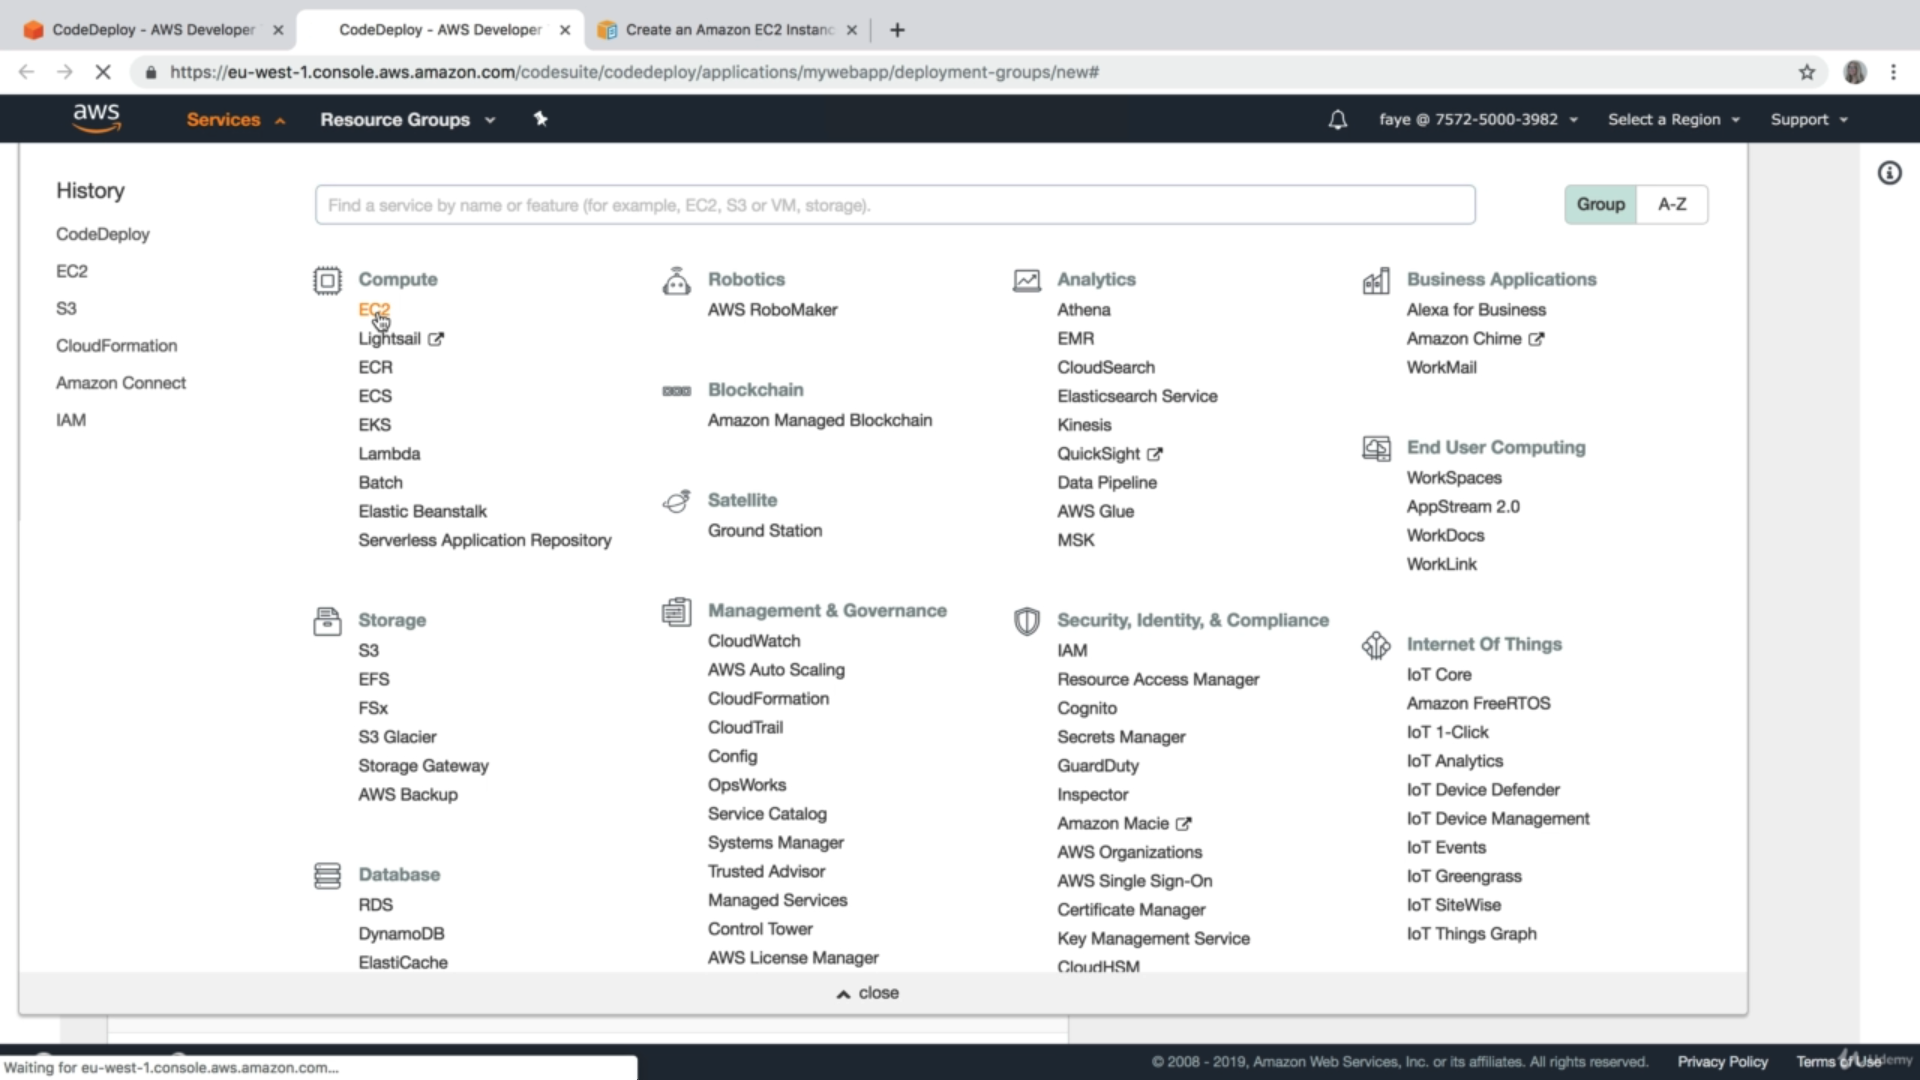 CodeDeploy - AWS Developer
CodeDeploy - AWS Developer
Create an Amazon EC2 Instanc
https://eu-west-1.console.aws.amazon.com/codesuite/codedeploy/applications/mywebapp/deployment-groups/new#
aws
Services
Resource Groups
faye @ 7572-5000-3982
Select a Region
Support
History
CodeDeploy
EC2
S3
CloudFormation
Amazon Connect
IAM
Find a service by name or feature (for example, EC2, S3 or VM, storage).
Group
A-Z
Compute
EC2
Lightsail
ECR
ECS
EKS
Lambda
Batch
Elastic Beanstalk
Serverless Application Repository
Storage
S3
EFS
FSx
S3 Glacier
Storage Gateway
AWS Backup
Database
RDS
DynamoDB
ElastiCache
Robotics
AWS RoboMaker
Blockchain
Amazon Managed Blockchain
Satellite
Ground Station
Management & Governance
CloudWatch
AWS Auto Scaling
CloudFormation
CloudTrail
Config
OpsWorks
Service Catalog
Systems Manager
Trusted Advisor
Managed Services
Control Tower
AWS License Manager
Analytics
Athena
EMR
CloudSearch
Elasticsearch Service
Kinesis
QuickSight
Data Pipeline
AWS Glue
MSK
Security, Identity, & Compliance
IAM
Resource Access Manager
Cognito
Secrets Manager
GuardDuty
Inspector
Amazon Macie
AWS Organizations
AWS Single Sign-On
Certificate Manager
Key Management Service
CloudHSM
Business Applications
Alexa for Business
Amazon Chime
WorkMail
End User Computing
WorkSpaces
AppStream 2.0
WorkDocs
WorkLink
Internet Of Things
IoT Core
Amazon FreeRTOS
IoT 1-Click
IoT Analytics
IoT Device Defender
IoT Device Management
IoT Events
IoT Greengrass
IoT SiteWise
IoT Things Graph
close
Waiting for eu-west-1.console.aws.amazon.com...
© 2008 - 2019, Amazon Web Services, Inc. or its affiliates. All rights reserved.
Privacy Policy
Terms of Use